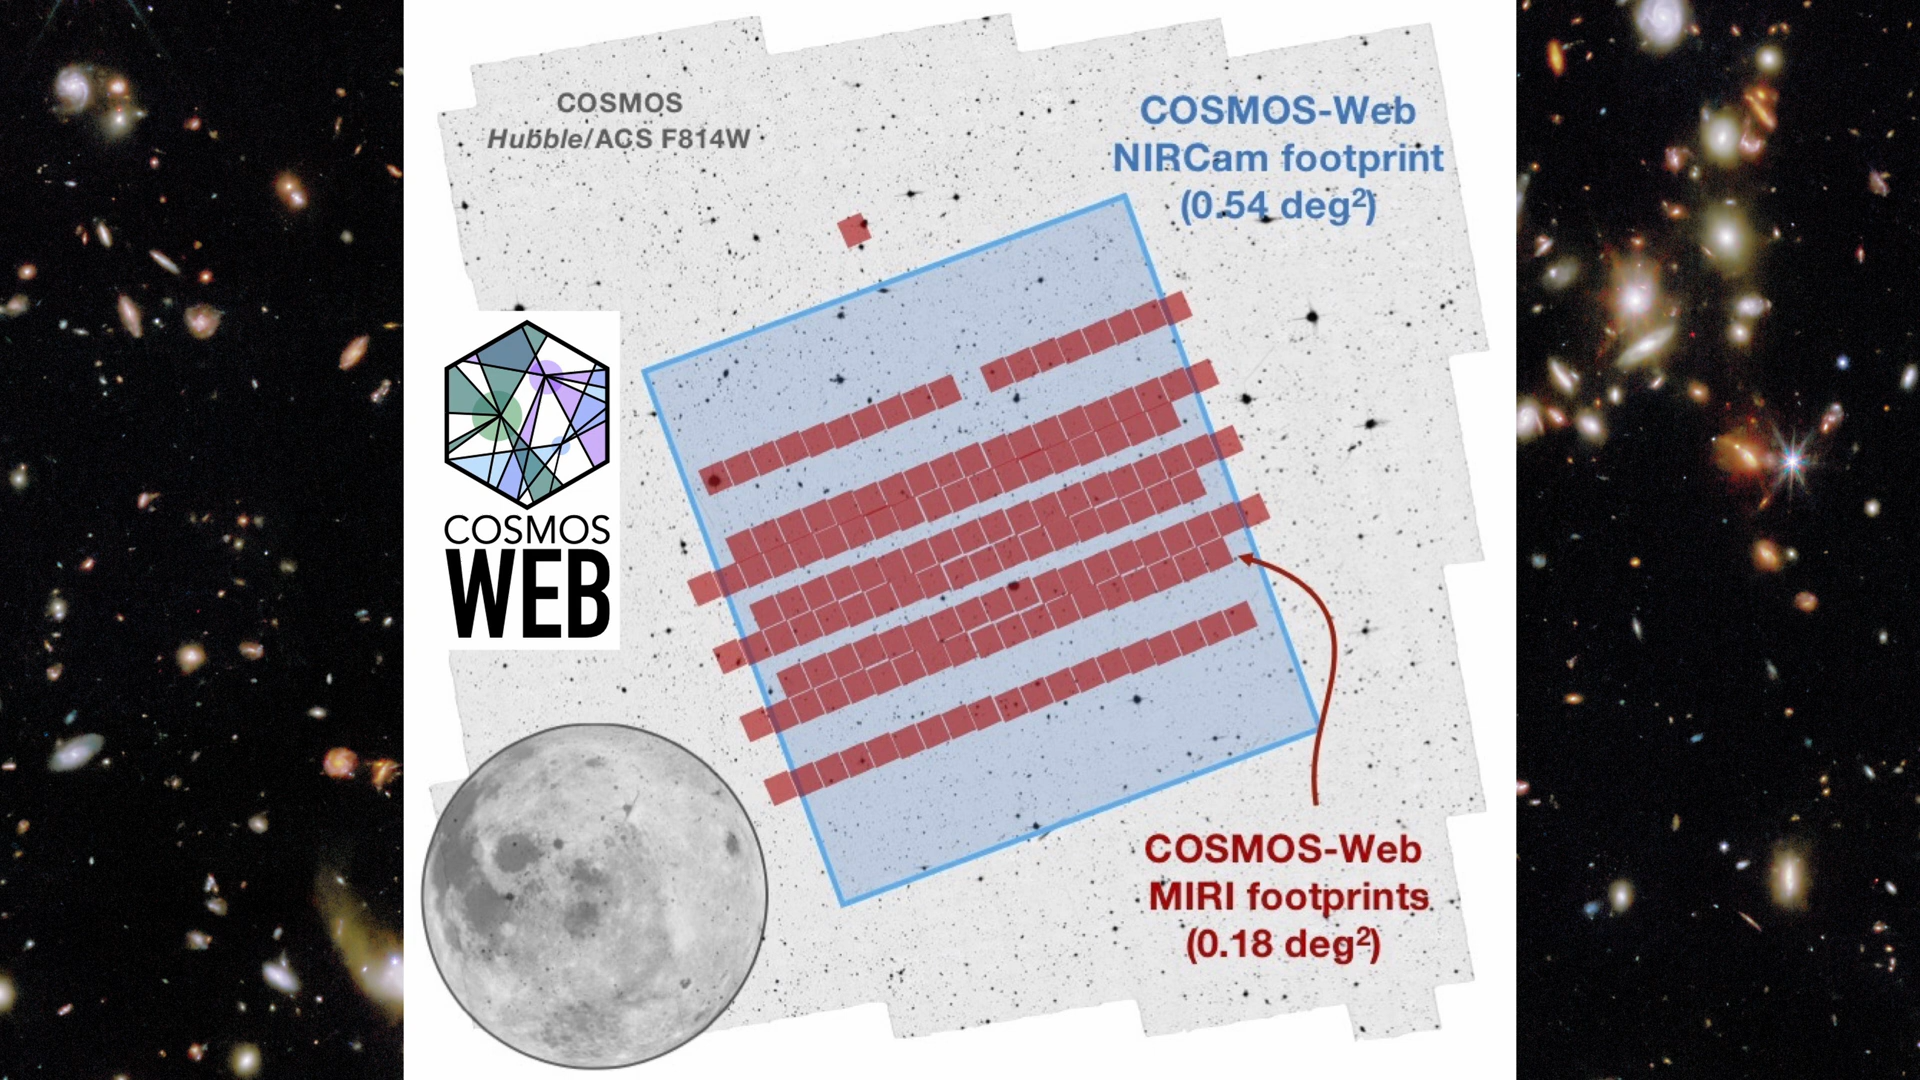 COSMOS
Hubble/ACS F814W
COSMOS-Web
NIRCam footprint
(0.54 deg²)
COSMOS
WEB
COSMOS-Web
MIRI footprints
(0.18 deg²)